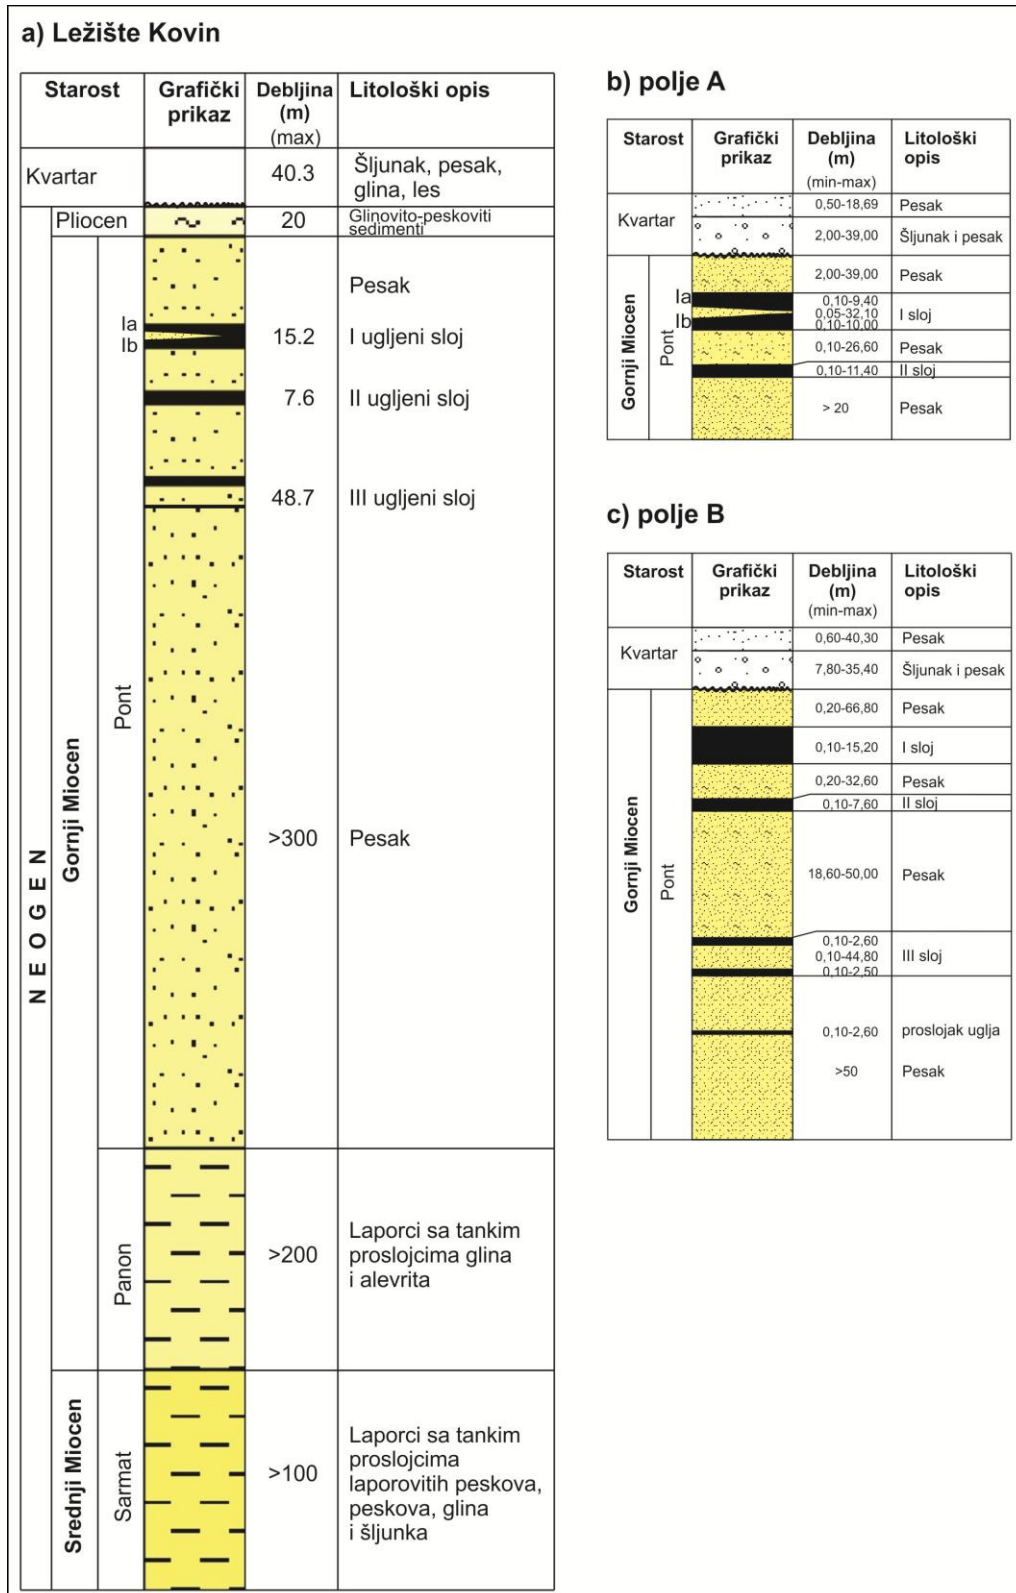 a) Ležište Kovin
Starost
Grafički
prikaz
Debljina
(m)
(max)
Litološki opis
Kvartar
40.3
Šljunak, pesak,
glina, les
Pliocen
20
Glinovito-peskoviti
sedimenti
Pesak
Ia
Ib
15.2
I ugljeni sloj
7.6
II ugljeni sloj
48.7
III ugljeni sloj
NEOGEN
Gornji Miocen
Pont
>300
Pesak
Panon
>200
Laporci sa tankim
proslojcima glina
i alevrita
Srednji Miocen
Sarmat
>100
Laporci sa tankim
proslojcima
laporovitih peskova,
peskova, glina
i šljunka
b) polje A
Starost
Grafički
prikaz
Debljina
(m)
(min-max)
Litološki
opis
Kvartar
0,50-18,69
Pesak
2,00-39,00
Šljunak i pesak
Gornji Miocen
Pont
2,00-39,00
Pesak
Ia
Ib
0,10-9,40
0,05-32,10
0,10-10,00
I sloj
0,10-26,60
Pesak
0,10-11,40
II sloj
> 20
Pesak
c) polje B
Starost
Grafički
prikaz
Debljina
(m)
(min-max)
Litološki
opis
Kvartar
0,60-40,30
Pesak
7,80-35,40
Šljunak i pesak
Gornji Miocen
Pont
0,20-66,80
Pesak
0,10-15,20
I sloj
0,20-32,60
Pesak
0,10-7,60
II sloj
18,60-50,00
Pesak
0,10-2,60
0,10-44,80
0,10-2,50
III sloj
0,10-2,60
proslojak uglja
>50
Pesak